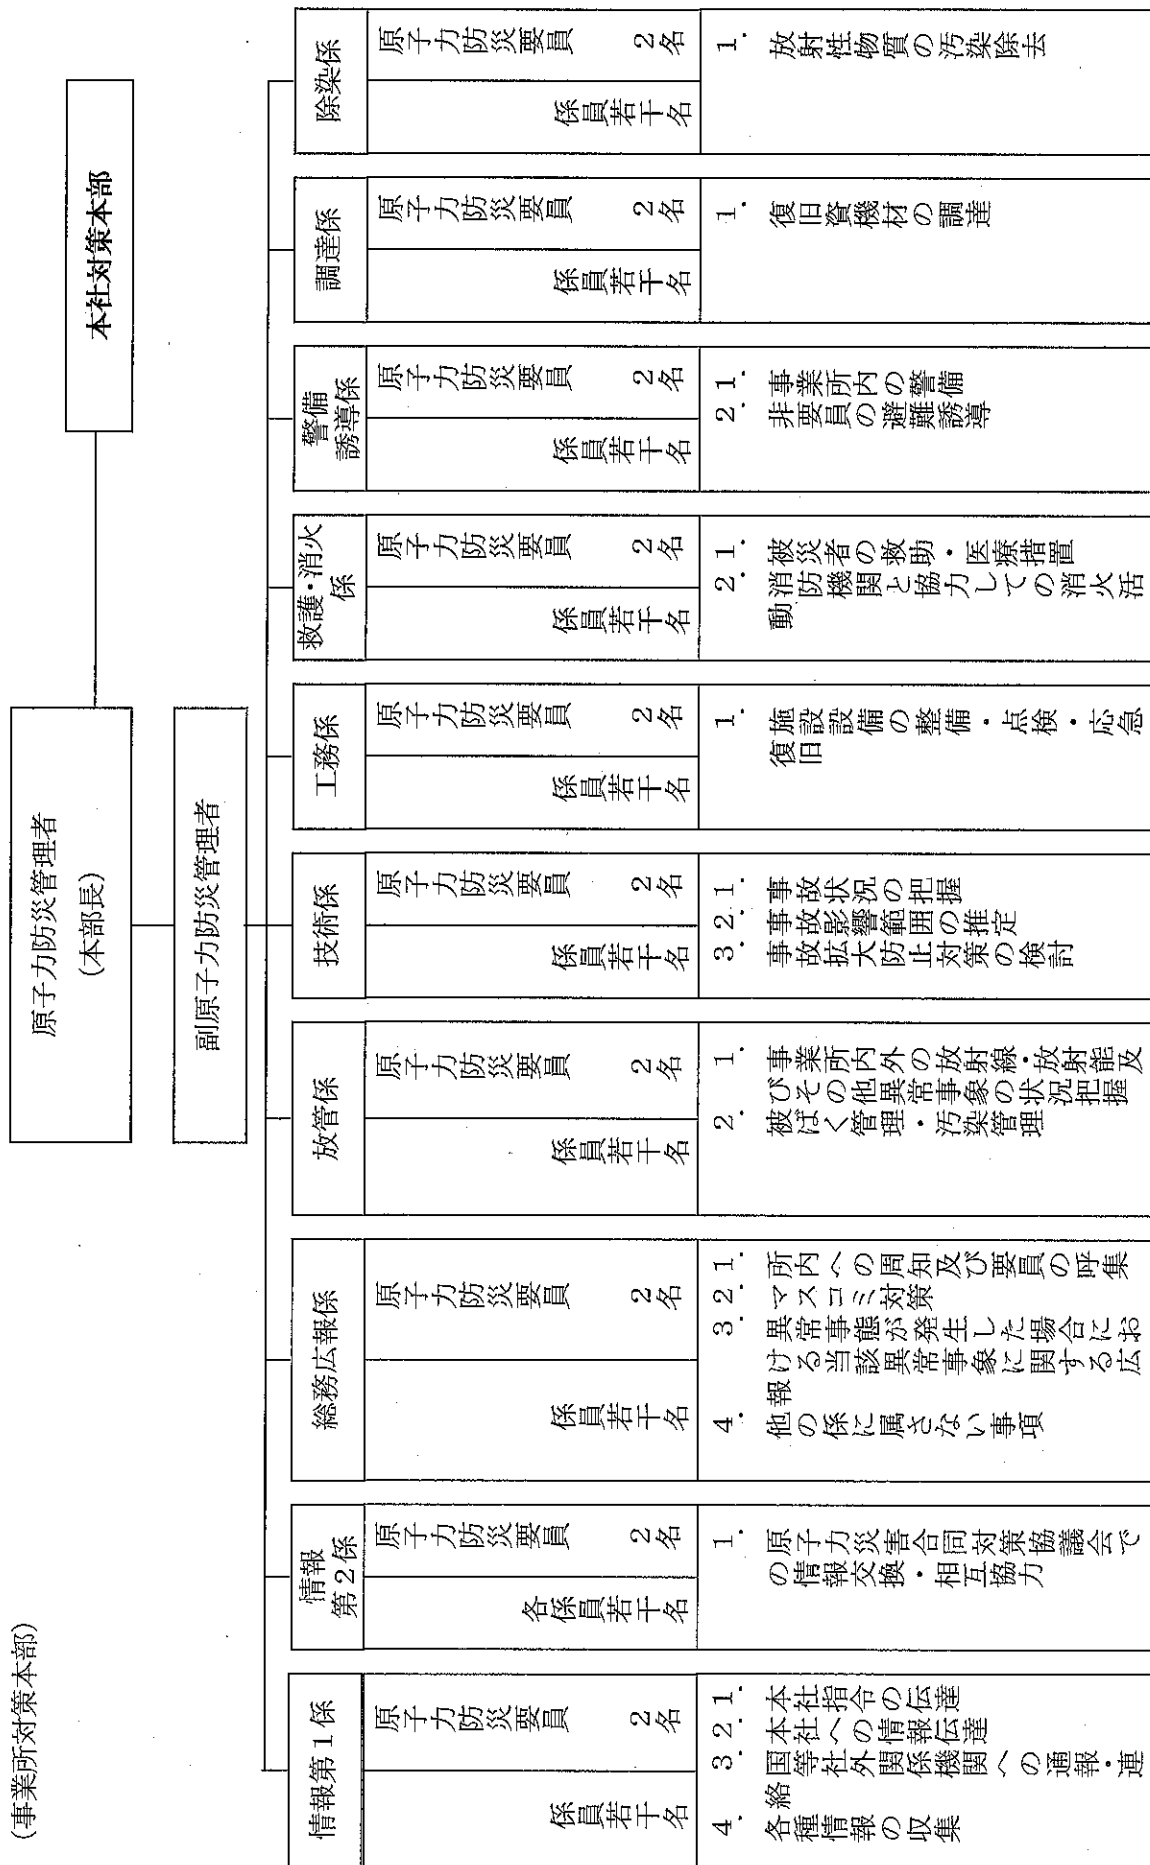 (事業所対策本部)
原子力防災管理者
(本部長)
本社対策本部
副原子力防災管理者
情報第1係
原子力防災要員 2名
係員若干名
1. 本社指令の伝達
2. 本社への情報伝達
3. 国等社外関係機関への通報・連
絡
4. 各種情報の収集
情報
第2係
原子力防災要員 2名
各係員若干名
1. 原子力災害合同対策協議会で
の情報交換・相互協力
総務広報係
原子力防災要員 2名
係員若干名
1. 所内への周知及び要員の呼集
2. マスコミ対策
3. 異常事態が発生した場合にお
ける当該異常事象に関する広
報
4. 他の係に属さない事項
放管係
原子力防災要員 2名
係員若干名
1. 事業所内外の放射線・放射能及
びその他異常事象の状況把握
2. 被ばく管理・汚染管理
技術係
原子力防災要員 2名
係員若干名
1. 事故状況の把握
2. 事故影響範囲の推定
3. 事故拡大防止対策の検討
工務係
原子力防災要員 2名
係員若干名
1. 施設設備の整備・点検・応急
復旧
救護・消火
係
原子力防災要員 2名
係員若干名
1. 被災者の救助・医療措置
2. 消防機関と協力しての消火活
動
警備
誘導係
原子力防災要員 2名
係員若干名
1. 事業所内の警備
2. 非要員の避難誘導
調達係
原子力防災要員 2名
係員若干名
1. 復旧資機材の調達
除染係
原子力防災要員 2名
係員若干名
1. 放射性物質の汚染除去